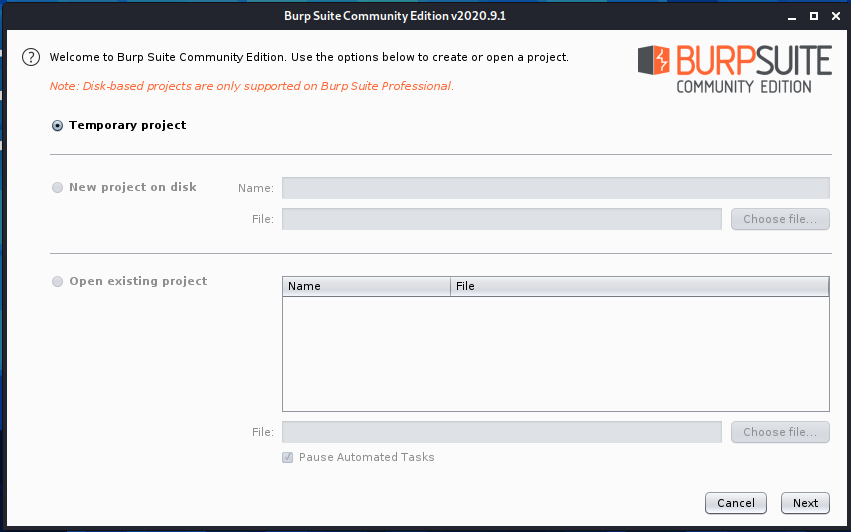 Burp Suite Community Edition v2020.9.1
? Welcome to Burp Suite Community Edition. Use the options below to create or open a project.
BURPSUITE
COMMUNITY EDITION
Note: Disk-based projects are only supported on Burp Suite Professional.
Temporary project
New project on disk Name:
File: Choose file...
Open existing project
Name File
File: Choose file...
Pause Automated Tasks
Cancel Next